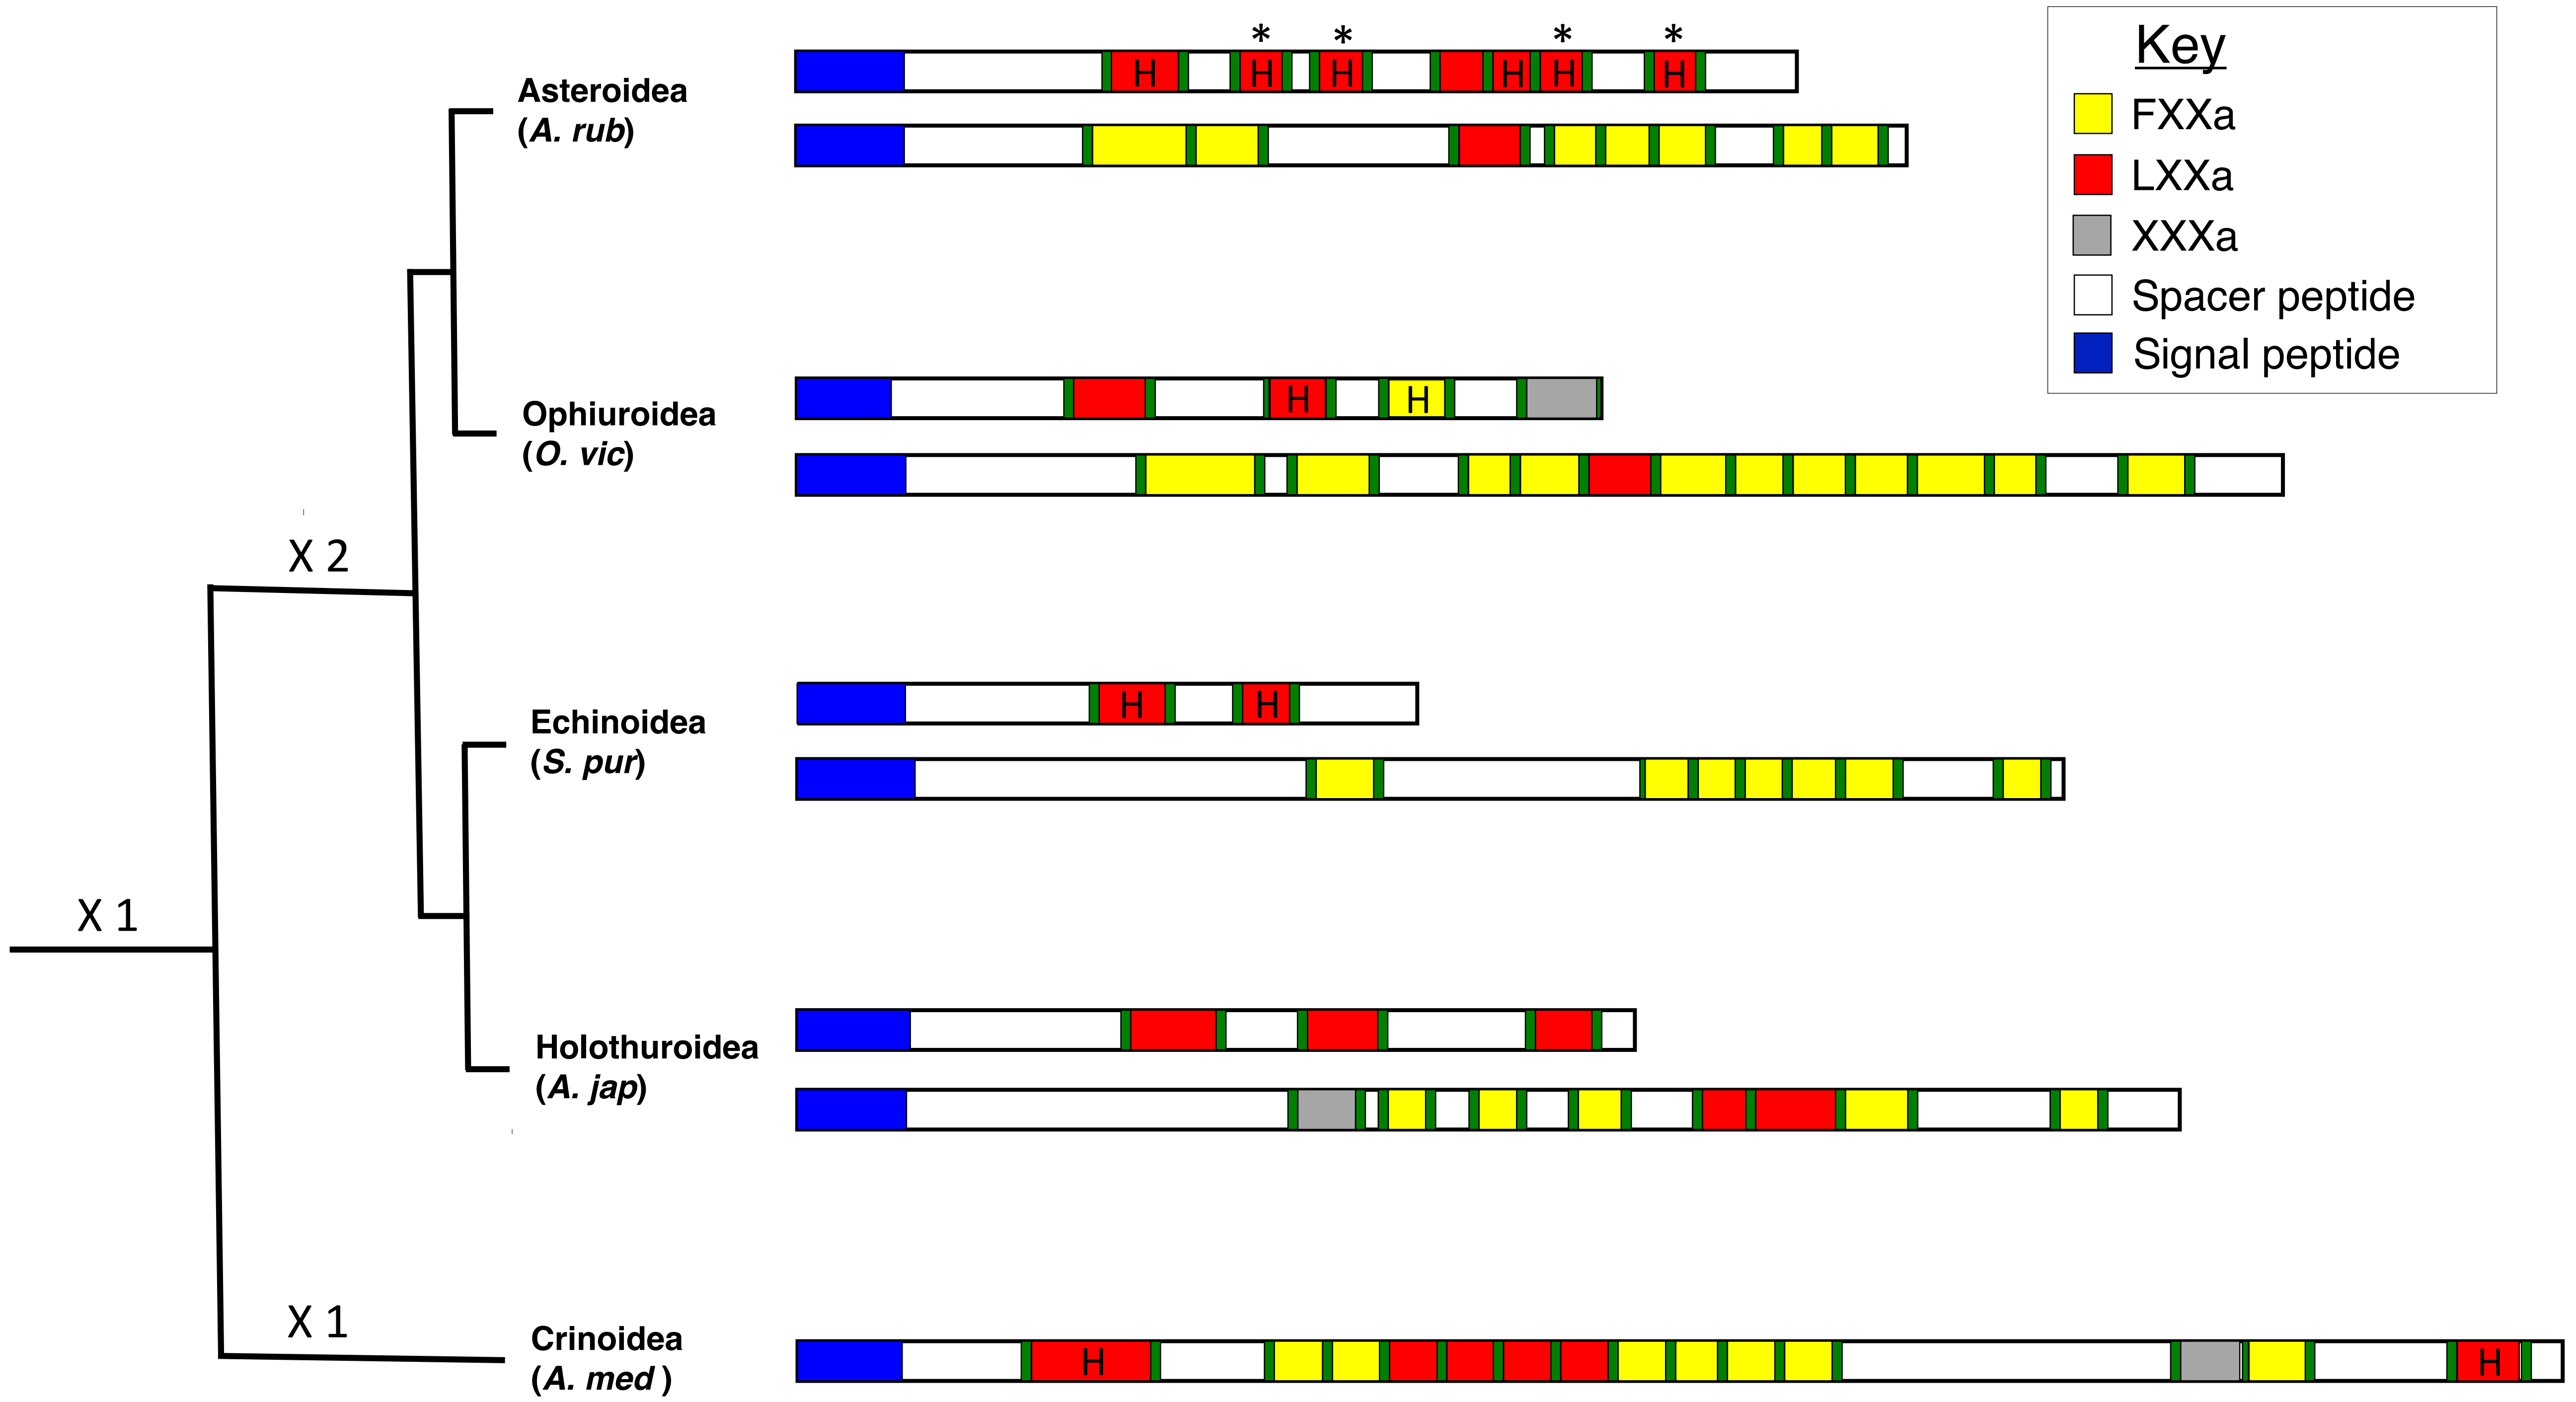 * * * *
H H H H H H
Asteroidea
(A. rub)
H H
Ophiuroidea
(O. vic)
X 2
H H
Echinoidea
(S. pur)
X 1
Holothuroidea
(A. jap)
X 1
Crinoidea
(A. med )
H H
Key
FXXa
LXXa
XXXa
Spacer peptide
Signal peptide